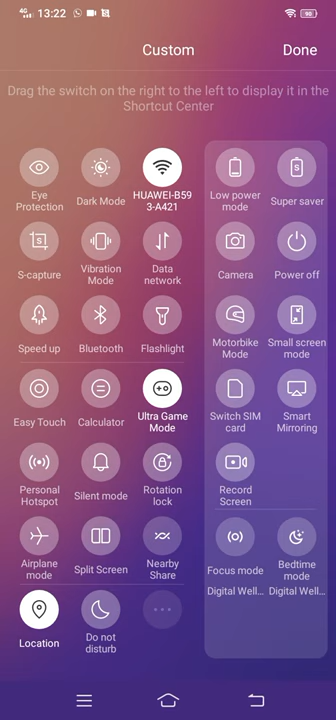 4G 13:22 50
Custom Done
Drag the switch on the right to the left to display it in the
Shortcut Center
Eye
Protection
Dark Mode
HUAWEI-B59
3-A421
Low power
mode
Super saver
S-capture
Vibration
Mode
Data
network
Camera
Power off
Speed up
Bluetooth
Flashlight
Motorbike
Mode
Small screen
mode
Easy Touch
Calculator
Ultra Game
Mode
Switch SIM
card
Smart
Mirroring
Personal
Hotspot
Silent mode
Rotation
lock
Record
Screen
Airplane
mode
Split Screen
Nearby
Share
Focus mode
Digital Well...
Bedtime
mode
Digital Well...
Location
Do not
disturb